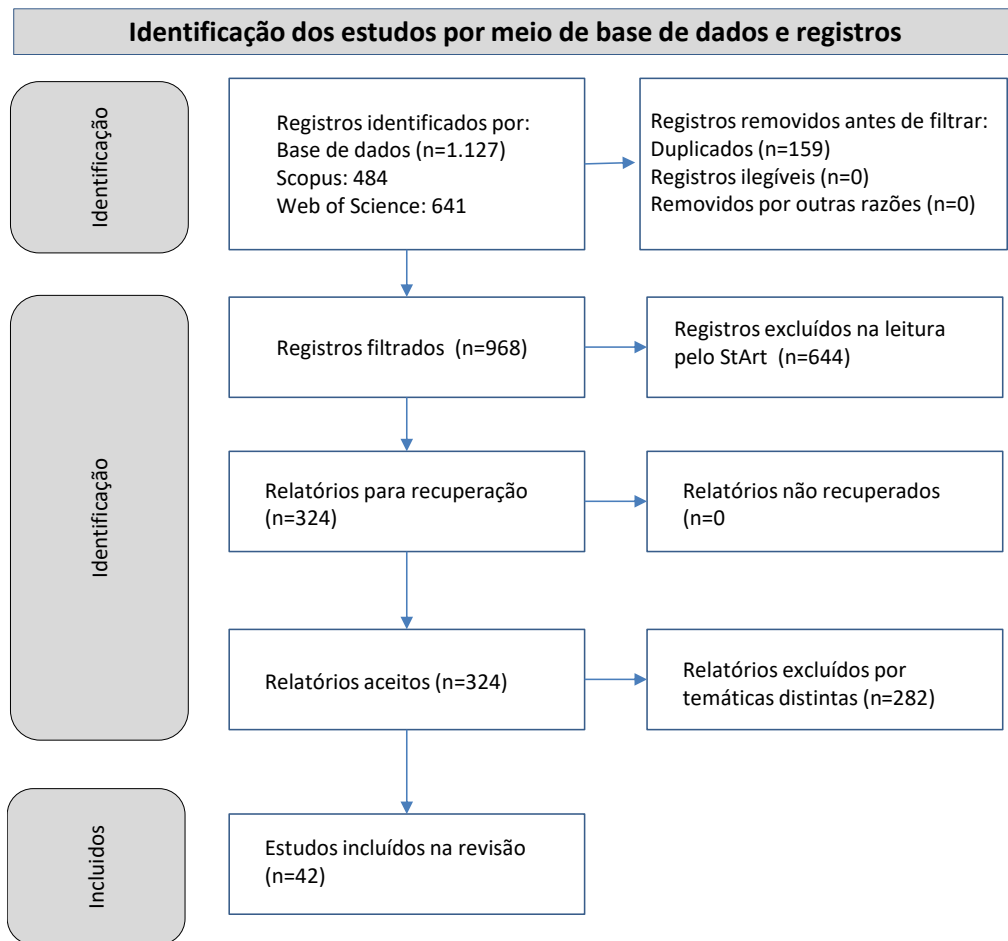 Identificação dos estudos por meio de base de dados e registros
Identificação
Registros identificados por:
Base de dados (n=1.127)
Scopus: 484
Web of Science: 641
Registros removidos antes de filtrar:
Duplicados (n=159)
Registros ilegíveis (n=0)
Removidos por outras razões (n=0)
Identificação
Registros filtrados (n=968)
Registros excluídos na leitura
pelo StArt (n=644)
Relatórios para recuperação
(n=324)
Relatórios não recuperados
(n=0
Relatórios aceitos (n=324)
Relatórios excluídos por
temáticas distintas (n=282)
Incluidos
Estudos incluídos na revisão
(n=42)